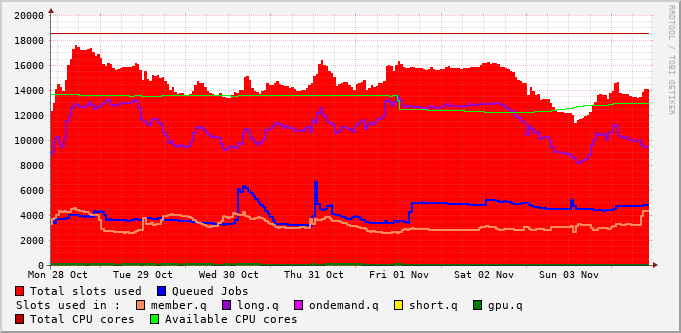 20000
18000
16000
14000
12000
10000
8000
6000
4000
2000
0
Mon 28 Oct Tue 29 Oct Wed 30 Oct Thu 31 Oct Fri 01 Nov Sat 02 Nov Sun 03 Nov
Total slots used Queued Jobs
Slots used in : member.q long.q ondemand.q short.q gpu.q
Total CPU cores Available CPU cores
RRDTOOL / TOBI OETIKER